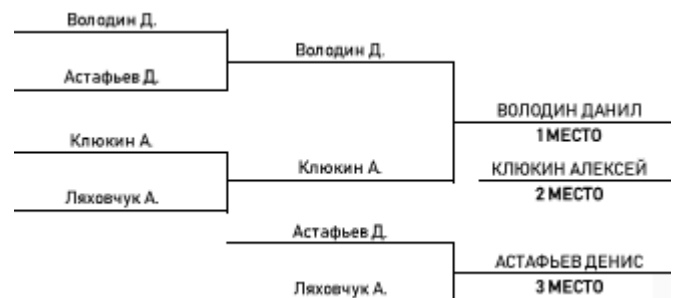 Володин Д.
Володин Д.
Астафьев Д.
ВОЛОДИН ДАНИЛ
1 МЕСТО
Клюкин А.
Клюкин А.
КЛЮКИН АЛЕКСЕЙ
2 МЕСТО
Ляховчук А.
Астафьев Д.
АСТАФЬЕВ ДЕНИС
3 МЕСТО
Ляховчук А.